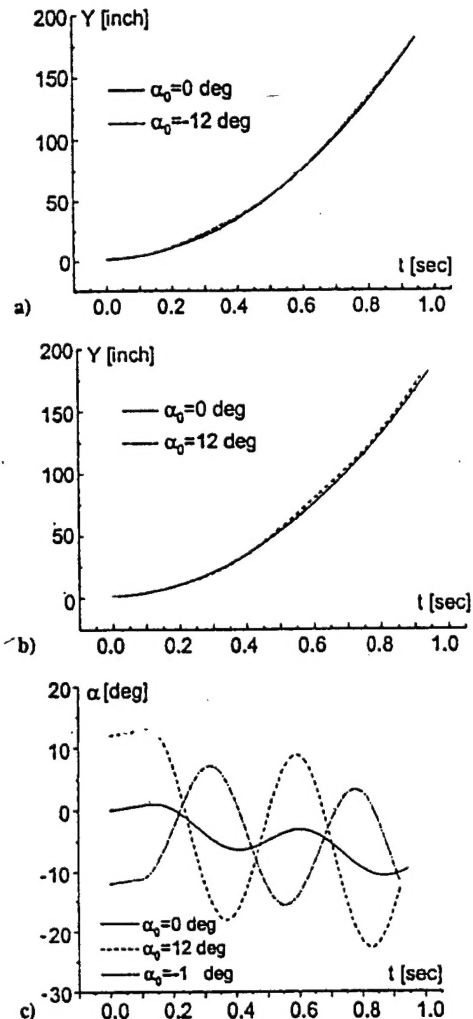 200 Y [inch]
α₀=0 deg
150
α₀=-12 deg
100
50
0
t [sec]
0.0 0.2 0.4 0.6 0.8 1.0
a)
200 Y [inch]
α₀=0 deg
150
α₀=12 deg
100
50
0
t [sec]
0.0 0.2 0.4 0.6 0.8 1.0
b)
20 α [deg]
10
0
-10
α₀=0 deg
-20
α₀=12 deg
α₀=-1 deg
t [sec]
-30
0.0 0.2 0.4 0.6 0.8 1.0
c)